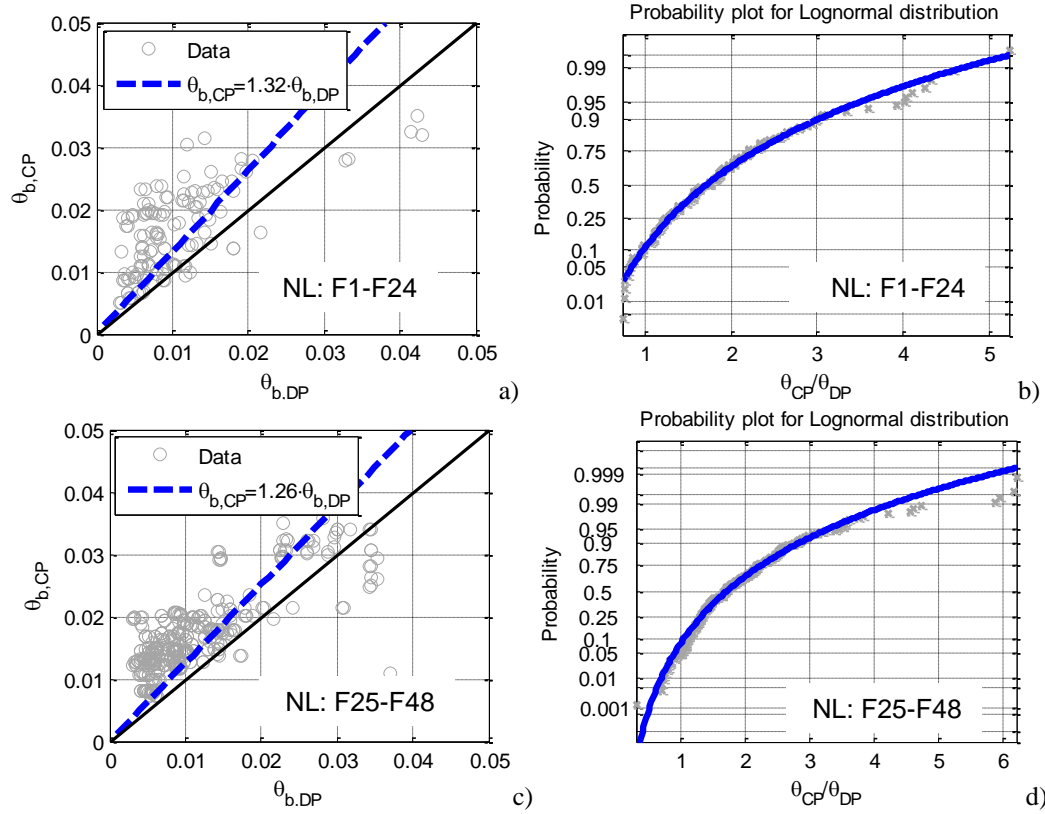 0.05
0.04
0.03
0.02
0.01
0
θb,CP
Data
θb,CP=1.32·θb,DP
NL: F1-F24
0 0.01 0.02 0.03 0.04 0.05
θb.DP
a)
Probability plot for Lognormal distribution
0.99
0.95
0.9
0.75
0.5
0.25
0.1
0.05
0.01
Probability
NL: F1-F24
1 2 3 4 5
θCP/θDP
b)
0.05
0.04
0.03
0.02
0.01
0
θb,CP
Data
θb,CP=1.26·θb,DP
NL: F25-F48
0 0.01 0.02 0.03 0.04 0.05
θb.DP
c)
Probability plot for Lognormal distribution
0.999
0.99
0.95
0.9
0.75
0.5
0.25
0.1
0.05
0.01
0.001
Probability
NL: F25-F48
1 2 3 4 5 6
θCP/θDP
d)